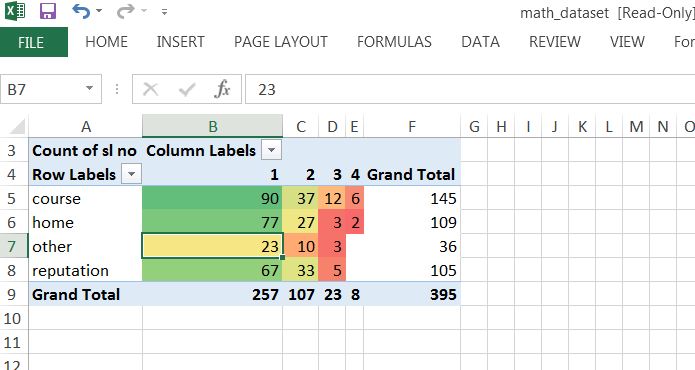 math_dataset [Read-Only]
FILE HOME INSERT PAGE LAYOUT FORMULAS DATA REVIEW VIEW For
B7 fx 23
A B C D E F G H I J K L M N O
3 Count of sl no Column Labels
4 Row Labels 1 2 3 4 Grand Total
5 course 90 37 12 6 145
6 home 77 27 3 2 109
7 other 23 10 3 36
8 reputation 67 33 5 105
9 Grand Total 257 107 23 8 395
10
11
12